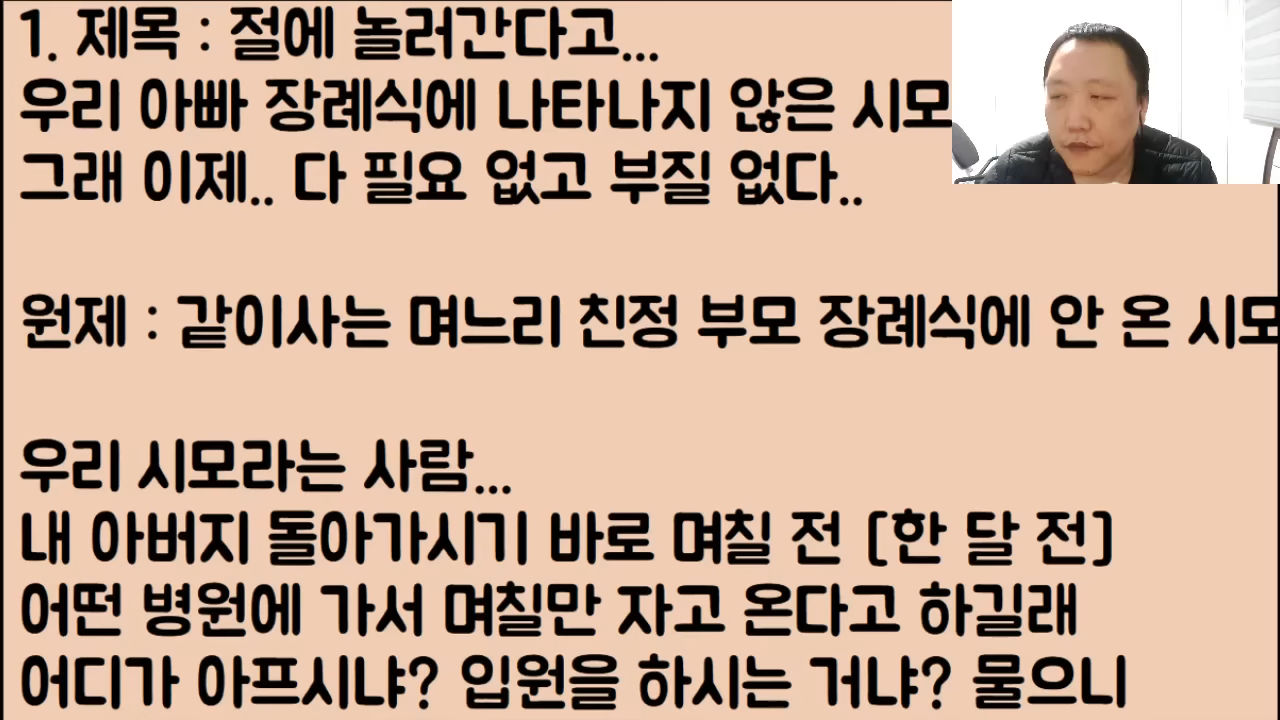 1. 제목 : 절에 놀러간다고...
우리 아빠 장례식에 나타나지 않은 시모
그래 이제.. 다 필요 없고 부질 없다..
원제 : 같이사는 며느리 친정 부모 장례식에 안 온 시모
우리 시모라는 사람...
내 아버지 돌아가시기 바로 며칠 전 [한 달 전]
어떤 병원에 가서 며칠만 자고 온다고 하길래
어디가 아프시냐? 입원을 하시는 거냐? 물으니